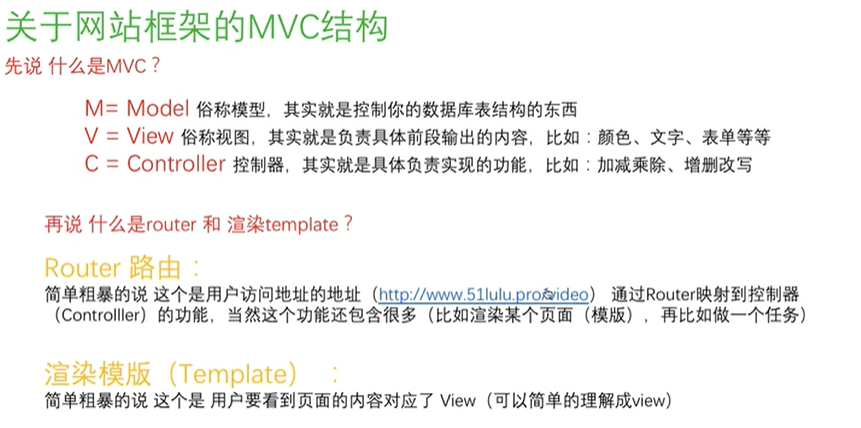 关于网站框架的MVC结构
先说 什么是MVC？
M= Model 俗称模型，其实就是控制你的数据库表结构的东西
V = View 俗称视图，其实就是负责具体前段输出的内容，比如：颜色、文字、表单等等
C = Controller 控制器，其实就是具体负责实现的功能，比如：加减乘除、增删改写
再说 什么是router 和 渲染template？
Router 路由：
简单粗暴的说 这个是用户访问地址的地址（http://www.51lulu.pro/video） 通过Router映射到控制器
（Controlller）的功能，当然这个功能还包含很多（比如渲染某个页面（模版），再比如做一个任务）
渲染模版（Template） ：
简单粗暴的说 这个是 用户要看到页面的内容对应了 View（可以简单的理解成view）